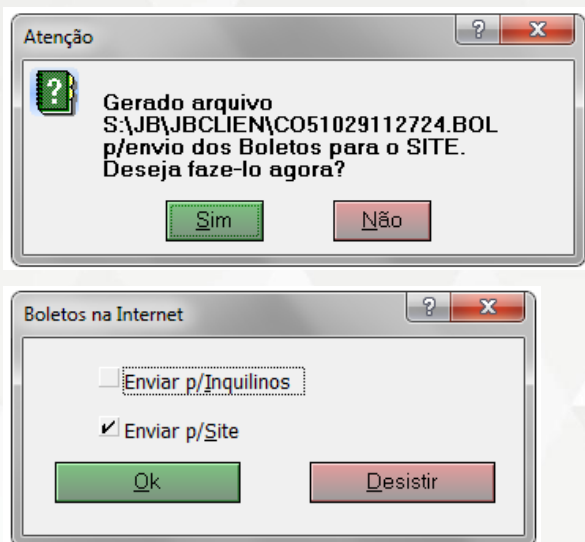 Atenção
Gerado arquivo
S:\JB\JBCLIEN\CO51029112724.BOL
p/envio dos Boletos para o SITE.
Deseja faze-lo agora?
Sim Não
Boletos na Internet
Enviar p/Inquilinos
Enviar p/Site
Ok Desistir